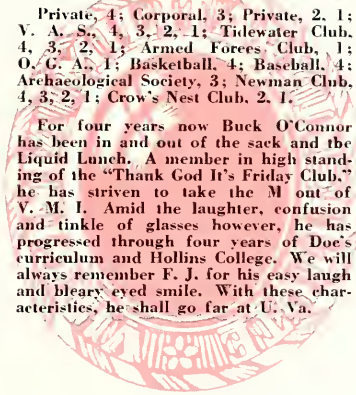 Private, 4; Corporal, 3; Private, 2, 1;
V. A. S., 4, 3, 2, 1; Tidewater Club,
4, 3, 2, 1; Armed Forces Club, 1;
O. G. A., 1; Basketball, 4; Baseball, 4;
Archaeological Society, 3; Newman Club,
4, 3, 2, 1; Crow's Nest Club, 2, 1.
For four years now Buck O'Connor
has been in and out of the sack and the
Liquid Lunch. A member in high stand-
ing of the “Thank God It's Friday Club,”
he has striven to take the M out of
V. M. I. Amid the laughter, confusion
and tinkle of glasses however, he has
progressed through four years of Doc's
curriculum and Hollins College. We will
always remember F. J. for his easy laugh
and bleary eyed smile. With these char-
acteristics, he shall go far at U. Va.